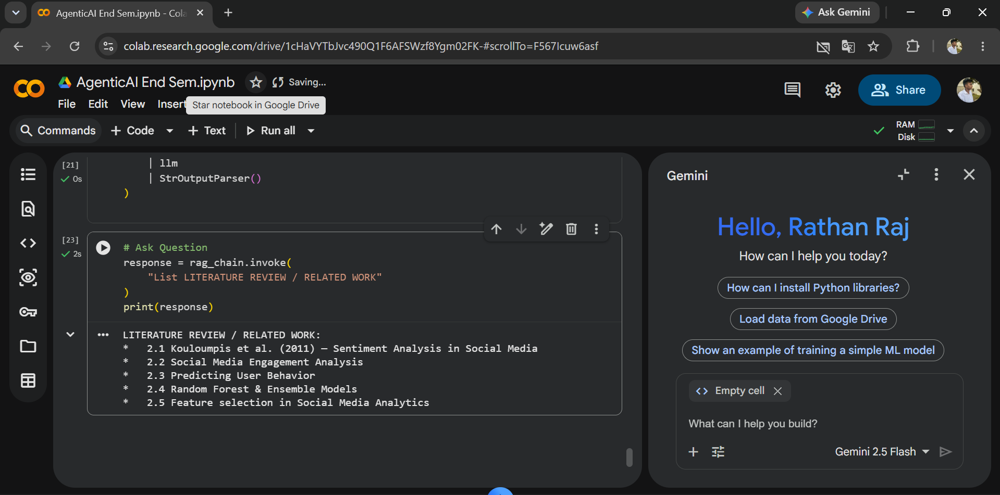 AgenticAI End Sem.ipynb - Cola
Ask Gemini
colab.research.google.com/drive/1cHaVYTbJvc490Q1F6AFSWzf8Ygm02FK-#scrollTo=F567Icuw6asf
AgenticAI End Sem.ipynb
Saving...
File Edit View Insert
Star notebook in Google Drive
Share
Commands + Code + Text Run all
RAM
Disk
[21]
0s
| llm
| StrOutputParser()
)
[23]
2s
# Ask Question
response = rag_chain.invoke(
"List LITERATURE REVIEW / RELATED WORK"
)
print(response)
LITERATURE REVIEW / RELATED WORK:
* 2.1 Kouloumpis et al. (2011) — Sentiment Analysis in Social Media
* 2.2 Social Media Engagement Analysis
* 2.3 Predicting User Behavior
* 2.4 Random Forest & Ensemble Models
* 2.5 Feature selection in Social Media Analytics
Gemini
Hello, Rathan Raj
How can I help you today?
How can I install Python libraries?
Load data from Google Drive
Show an example of training a simple ML model
<> Empty cell
What can I help you build?
Gemini 2.5 Flash